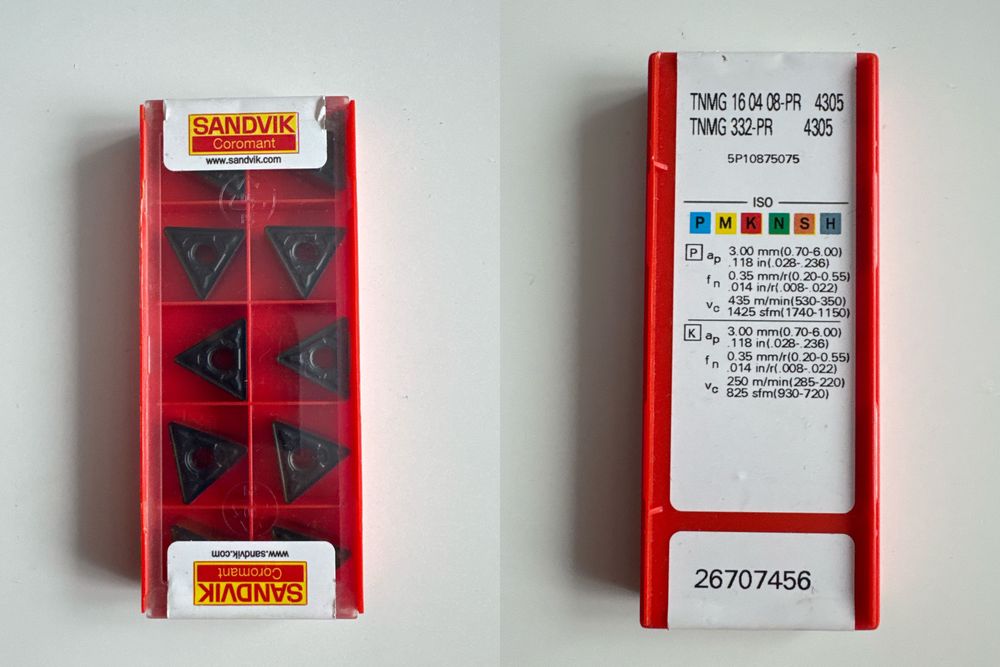 SANDVIK
Coromant
www.sandvik.com
www.sandvik.com
Coromant
SANDVIK
TNMG 16 04 08-PR 4305
TNMG 332-PR 4305
5P10875075
ISO
P M K N S H
P ap 3.00 mm(0.70-6.00)
.118 in(.028-.236)
fn 0.35 mm/r(0.20-0.55)
.014 in/r(.008-.022)
vc 435 m/min(530-350)
1425 sfm(1740-1150)
K ap 3.00 mm(0.70-6.00)
.118 in(.028-.236)
fn 0.35 mm/r(0.20-0.55)
.014 in/r(.008-.022)
vc 250 m/min(285-220)
825 sfm(930-720)
26707456